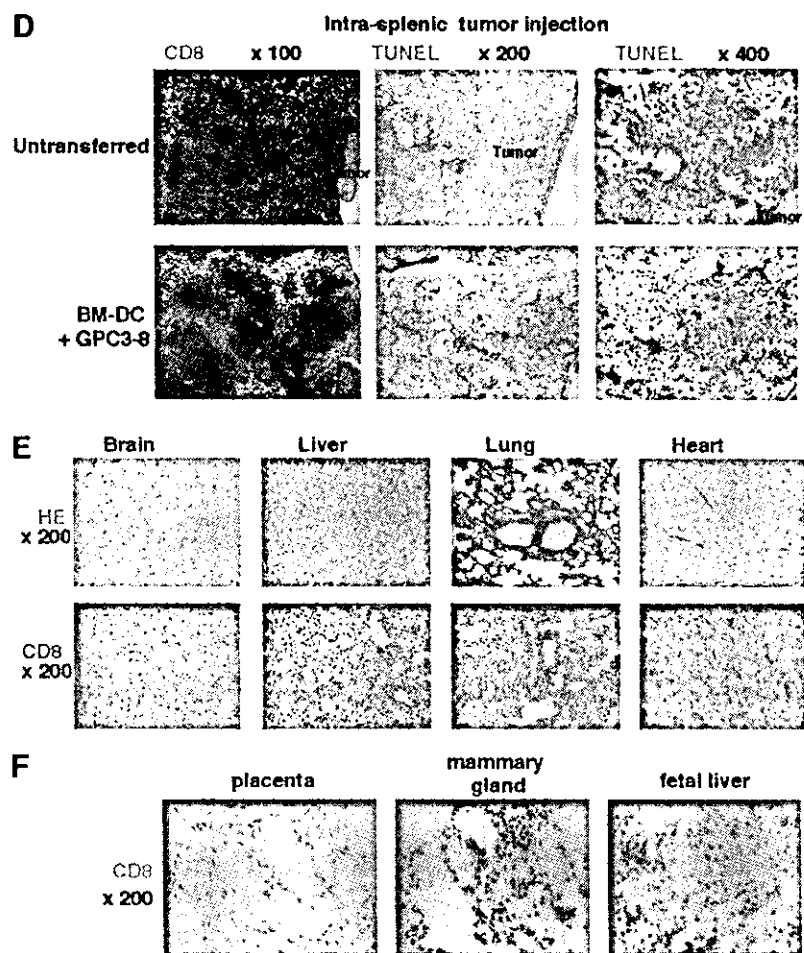 D
Intra-splenic tumor injection
CD8 x 100 TUNEL x 200 TUNEL x 400
Untransferred
Tumor
Tumor
BM-DC
+ GPC3-8
E
Brain Liver Lung Heart
HE
x 200
CD8
x 200
F
placenta mammary gland fetal liver
CD8
x 200